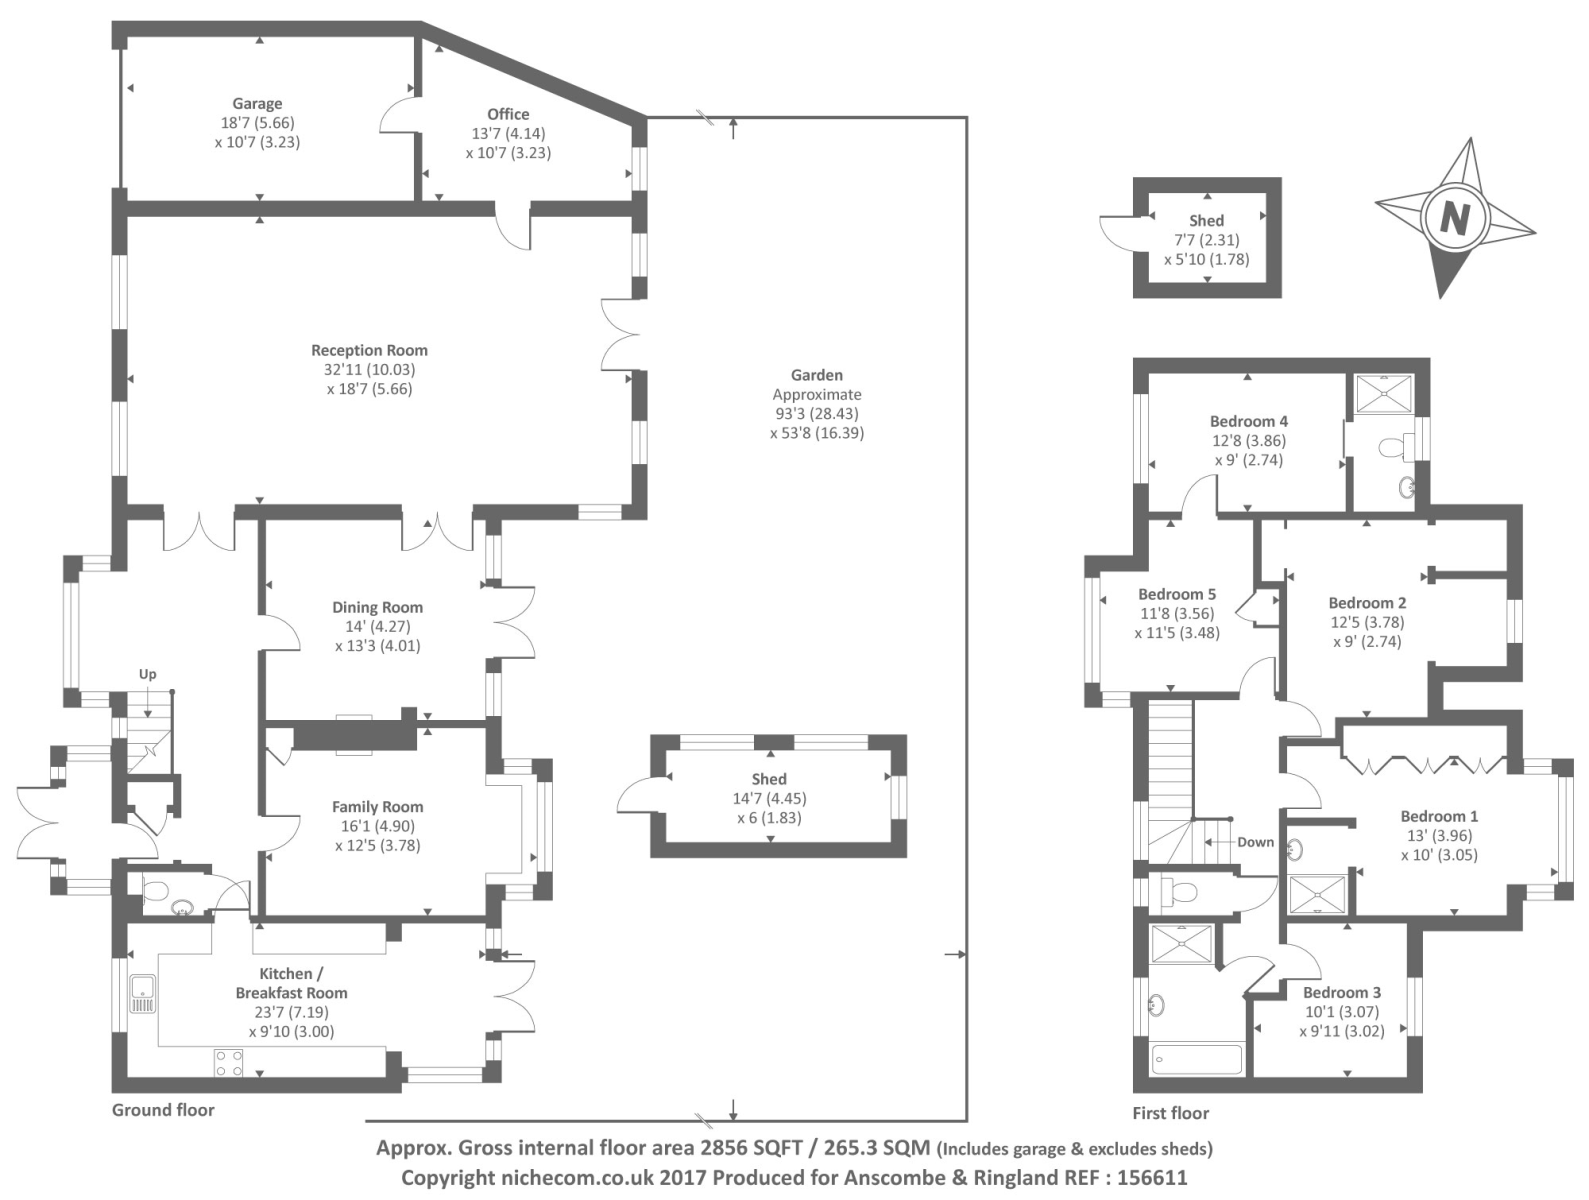 Garage
18'7 (5.66)
x 10'7 (3.23)
Office
13'7 (4.14)
x 10'7 (3.23)
Reception Room
32'11 (10.03)
x 18'7 (5.66)
Garden
Approximate
93'3 (28.43)
x 53'8 (16.39)
Dining Room
14' (4.27)
x 13'3 (4.01)
Up
Family Room
16'1 (4.90)
x 12'5 (3.78)
Shed
14'7 (4.45)
x 6 (1.83)
Kitchen /
Breakfast Room
23'7 (7.19)
x 9'10 (3.00)
Ground floor
Shed
7'7 (2.31)
x 5'10 (1.78)
N
Bedroom 4
12'8 (3.86)
x 9' (2.74)
Bedroom 5
11'8 (3.56)
x 11'5 (3.48)
Bedroom 2
12'5 (3.78)
x 9' (2.74)
Bedroom 1
13' (3.96)
x 10' (3.05)
Down
Bedroom 3
10'1 (3.07)
x 9'11 (3.02)
First floor
Approx. Gross internal floor area 2856 SQFT / 265.3 SQM (Includes garage & excludes sheds)
Copyright nichecom.co.uk 2017 Produced for Anscombe & Ringland REF : 156611